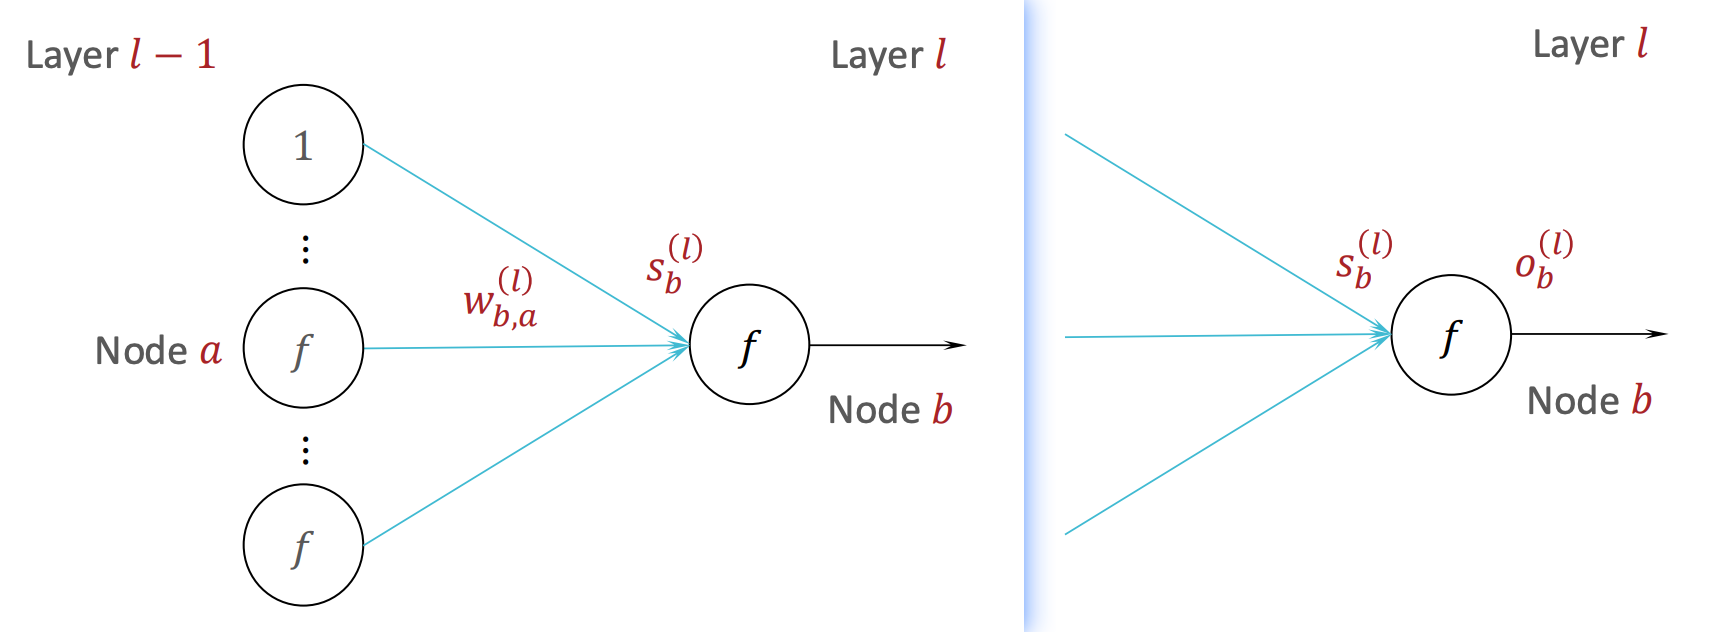 Layer l − 1
Layer l
1
⋮
w_{b,a}^{(l)}
s_b^{(l)}
Node a
f
f
Node b
⋮
f
Layer l
s_b^{(l)}
o_b^{(l)}
f
Node b